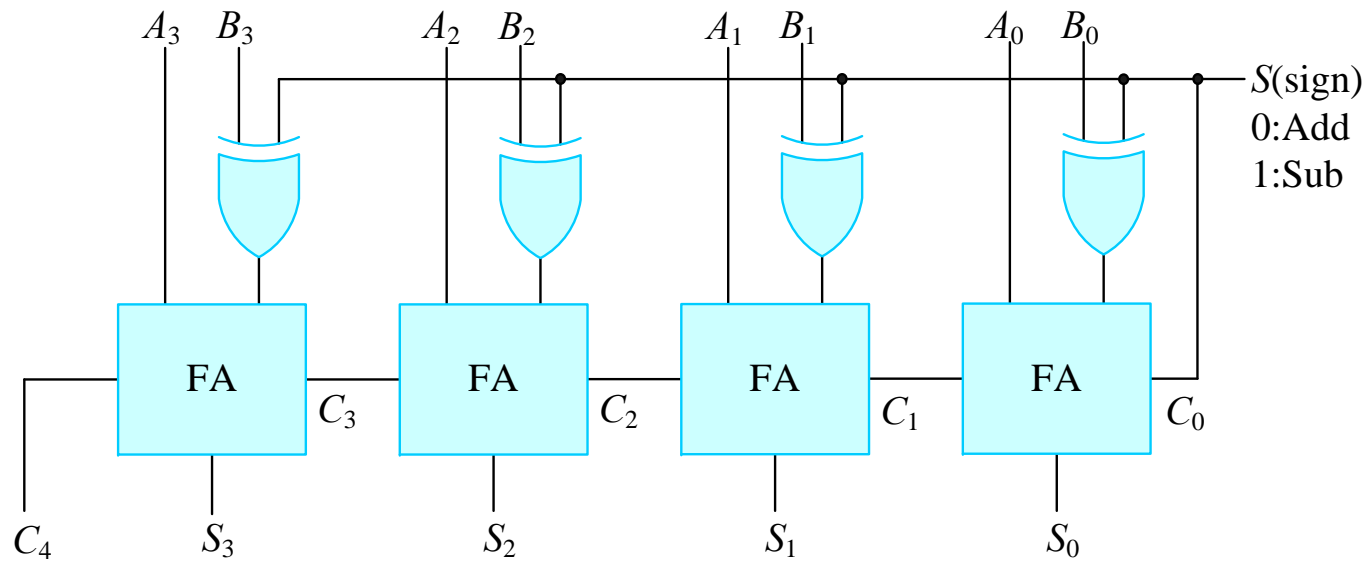 A₃ B₃ A₂ B₂ A₁ B₁ A₀ B₀
S(sign)
0:Add
1:Sub
FA FA FA FA
C₃ C₂ C₁ C₀
C₄ S₃ S₂ S₁ S₀